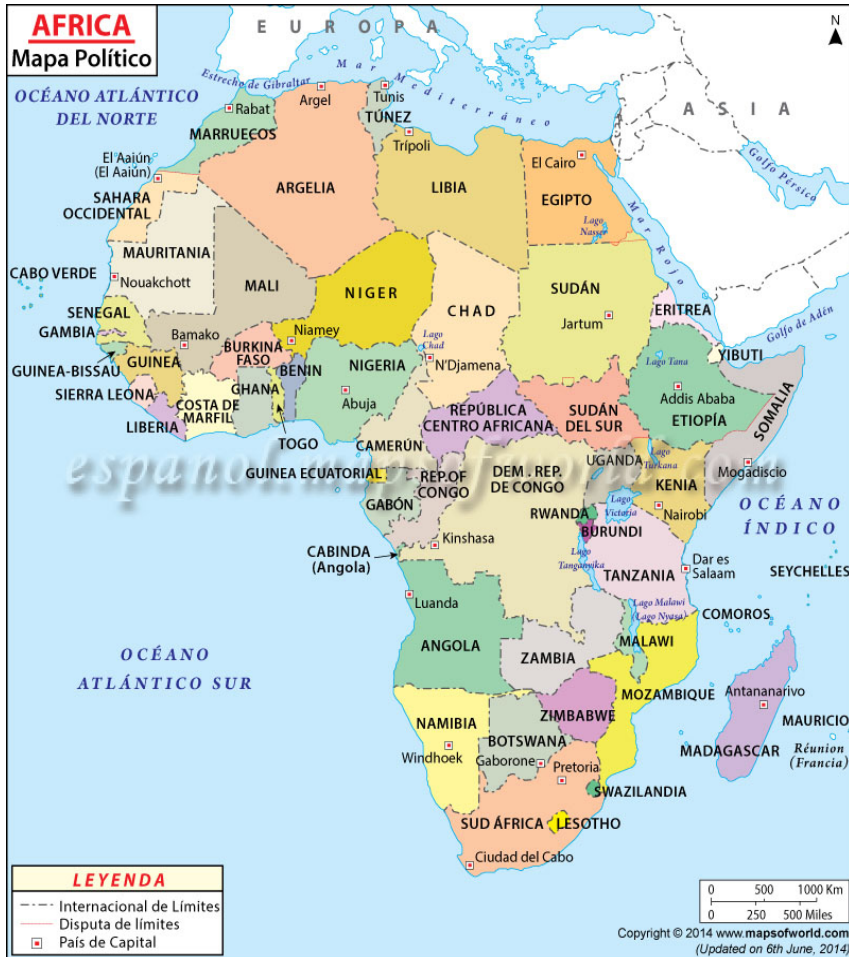 AFRICA
Mapa Político
N
EUROPA
ASIA
Estrecho de Gibraltar
Mar Mediterráneo
OCÉANO ATLÁNTICO
DEL NORTE
Rabat
MARRUECOS
Argel
Tunis
TÚNEZ
Trípoli
El Cairo
Golfo Pérsico
El Aaiún
(El Aaiún)
SAHARA
OCCIDENTAL
ARGELIA
LIBIA
EGIPTO
Lago
Nasser
Mar Rojo
MAURITANIA
Nouakchott
CABO VERDE
MALI
NIGER
CHAD
SUDÁN
Jartum
ERITREA
Golfo de Adén
SENEGAL
GAMBIA
Bamako
BURKINA
FASO
Niamey
Lago
Chad
N'Djamena
Lago Tana
YIBUTI
GUINEA-BISSAU
GUINEA
NIGERIA
BENIN
Abuja
GHANA
SIERRA LEONA
COSTA DE
MARFIL
LIBERIA
TOGO
CAMERÚN
REPÚBLICA
CENTRO AFRICANA
SUDÁN
DEL SUR
Addis Ababa
ETIOPÍA
SOMALIA
espanol.mapsofworld.com
GUINEA ECUATORIAL
REP.OF
CONGO
DEM. REP.
DE CONGO
UGANDA
Lago
Turkana
Mogadiscio
GABÓN
KENIA
Nairobi
Lago
Victoria
RWANDA
BURUNDI
OCÉANO
ÍNDICO
CABINDA
(Angola)
Kinshasa
Lago
Tanganyika
TANZANIA
Dar es
Salaam
SEYCHELLES
Luanda
ANGOLA
Lago Malawi
(Lago Nyasa)
COMOROS
MALAWI
ZAMBIA
OCÉANO
ATLÁNTICO SUR
MOZAMBIQUE
Antananarivo
MADAGASCAR
MAURICIO
Réunion
(Francia)
NAMIBIA
Windhoek
ZIMBABWE
BOTSWANA
Gaborone
Pretoria
SWAZILANDIA
SUD ÁFRICA
LESOTHO
Ciudad del Cabo
LEYENDA
Internacional de Límites
Disputa de límites
País de Capital
0 500 1000 Km
0 250 500 Miles
Copyright © 2014 www.mapsofworld.com
(Updated on 6th June, 2014)